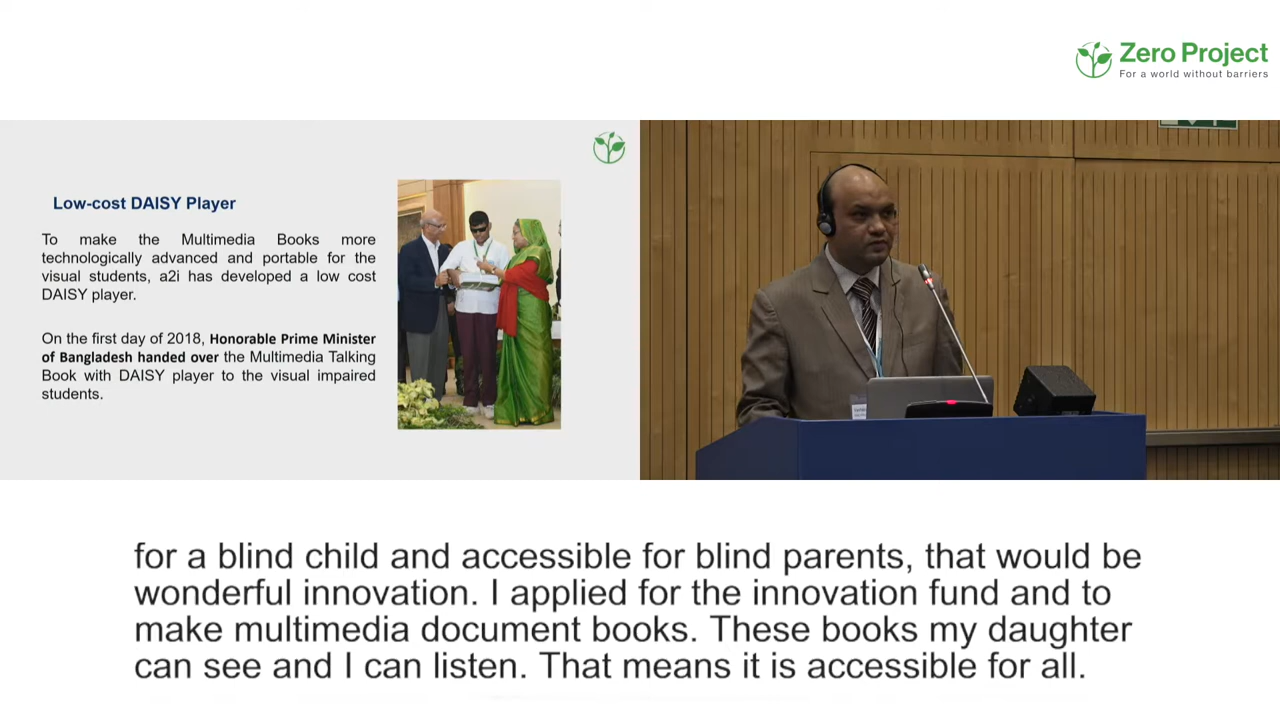 Zero Project
For a world without barriers
Low-cost DAISY Player
To make the Multimedia Books more
technologically advanced and portable for the
visual students, a2i has developed a low cost
DAISY player.
On the first day of 2018, Honorable Prime Minister
of Bangladesh handed over the Multimedia Talking
Book with DAISY player to the visual impaired
students.
for a blind child and accessible for blind parents, that would be
wonderful innovation. I applied for the innovation fund and to
make multimedia document books. These books my daughter
can see and I can listen. That means it is accessible for all.